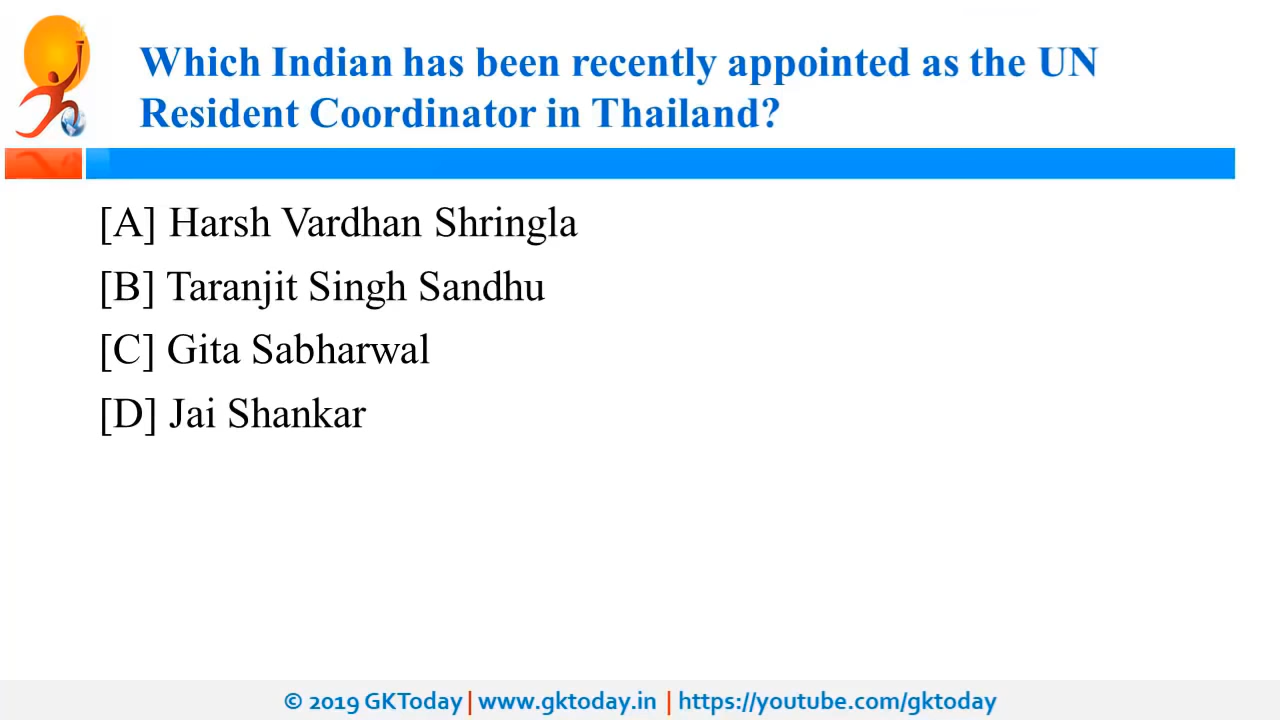 Which Indian has been recently appointed as the UN
Resident Coordinator in Thailand?
[A] Harsh Vardhan Shringla
[B] Taranjit Singh Sandhu
[C] Gita Sabharwal
[D] Jai Shankar
© 2019 GKToday | www.gktoday.in | https://youtube.com/gktoday